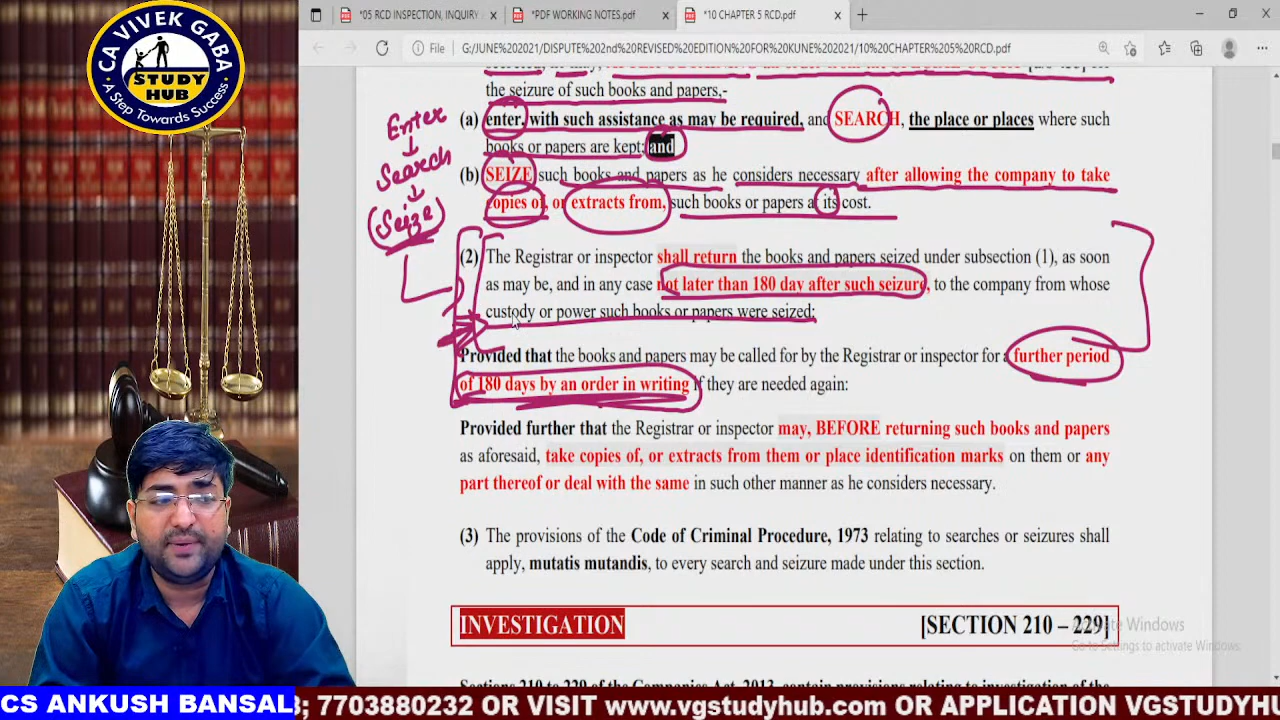 CA VIVEK GABA
STUDY
HUB
A Step Towards Success
*05 RCD INSPECTION, INQUIRY
*PDF WORKING NOTES.pdf
*10 CHAPTER 5 RCD.pdf
File
G:/JUNE%202021/DISPUTE%202nd%20REVISED%20EDITION%20FOR%20JUNE%202021/10%20CHAPTER%205%20RCD.pdf
the seizure of such books and papers,-
(a) enter, with such assistance as may be required, and SEARCH, the place or places where such
books or papers are kept; and
(b) SEIZE such books and papers as he considers necessary after allowing the company to take
copies of, or extracts from, such books or papers at its cost.
Enter
Search
(Seize)
(2) The Registrar or inspector shall return the books and papers seized under subsection (1), as soon
as may be, and in any case not later than 180 day after such seizure, to the company from whose
custody or power such books or papers were seized:
Provided that the books and papers may be called for by the Registrar or inspector for a further period
of 180 days by an order in writing if they are needed again:
Provided further that the Registrar or inspector may, BEFORE returning such books and papers
as aforesaid, take copies of, or extracts from them or place identification marks on them or any
part thereof or deal with the same in such other manner as he considers necessary.
(3) The provisions of the Code of Criminal Procedure, 1973 relating to searches or seizures shall
apply, mutatis mutandis, to every search and seizure made under this section.
INVESTIGATION [SECTION 210 – 229]
Activate Windows
Go to Settings to activate Windows.
CS ANKUSH BANSAL
; 7703880232 OR VISIT www.vgstudyhub.com OR APPLICATION VGSTUDYHU